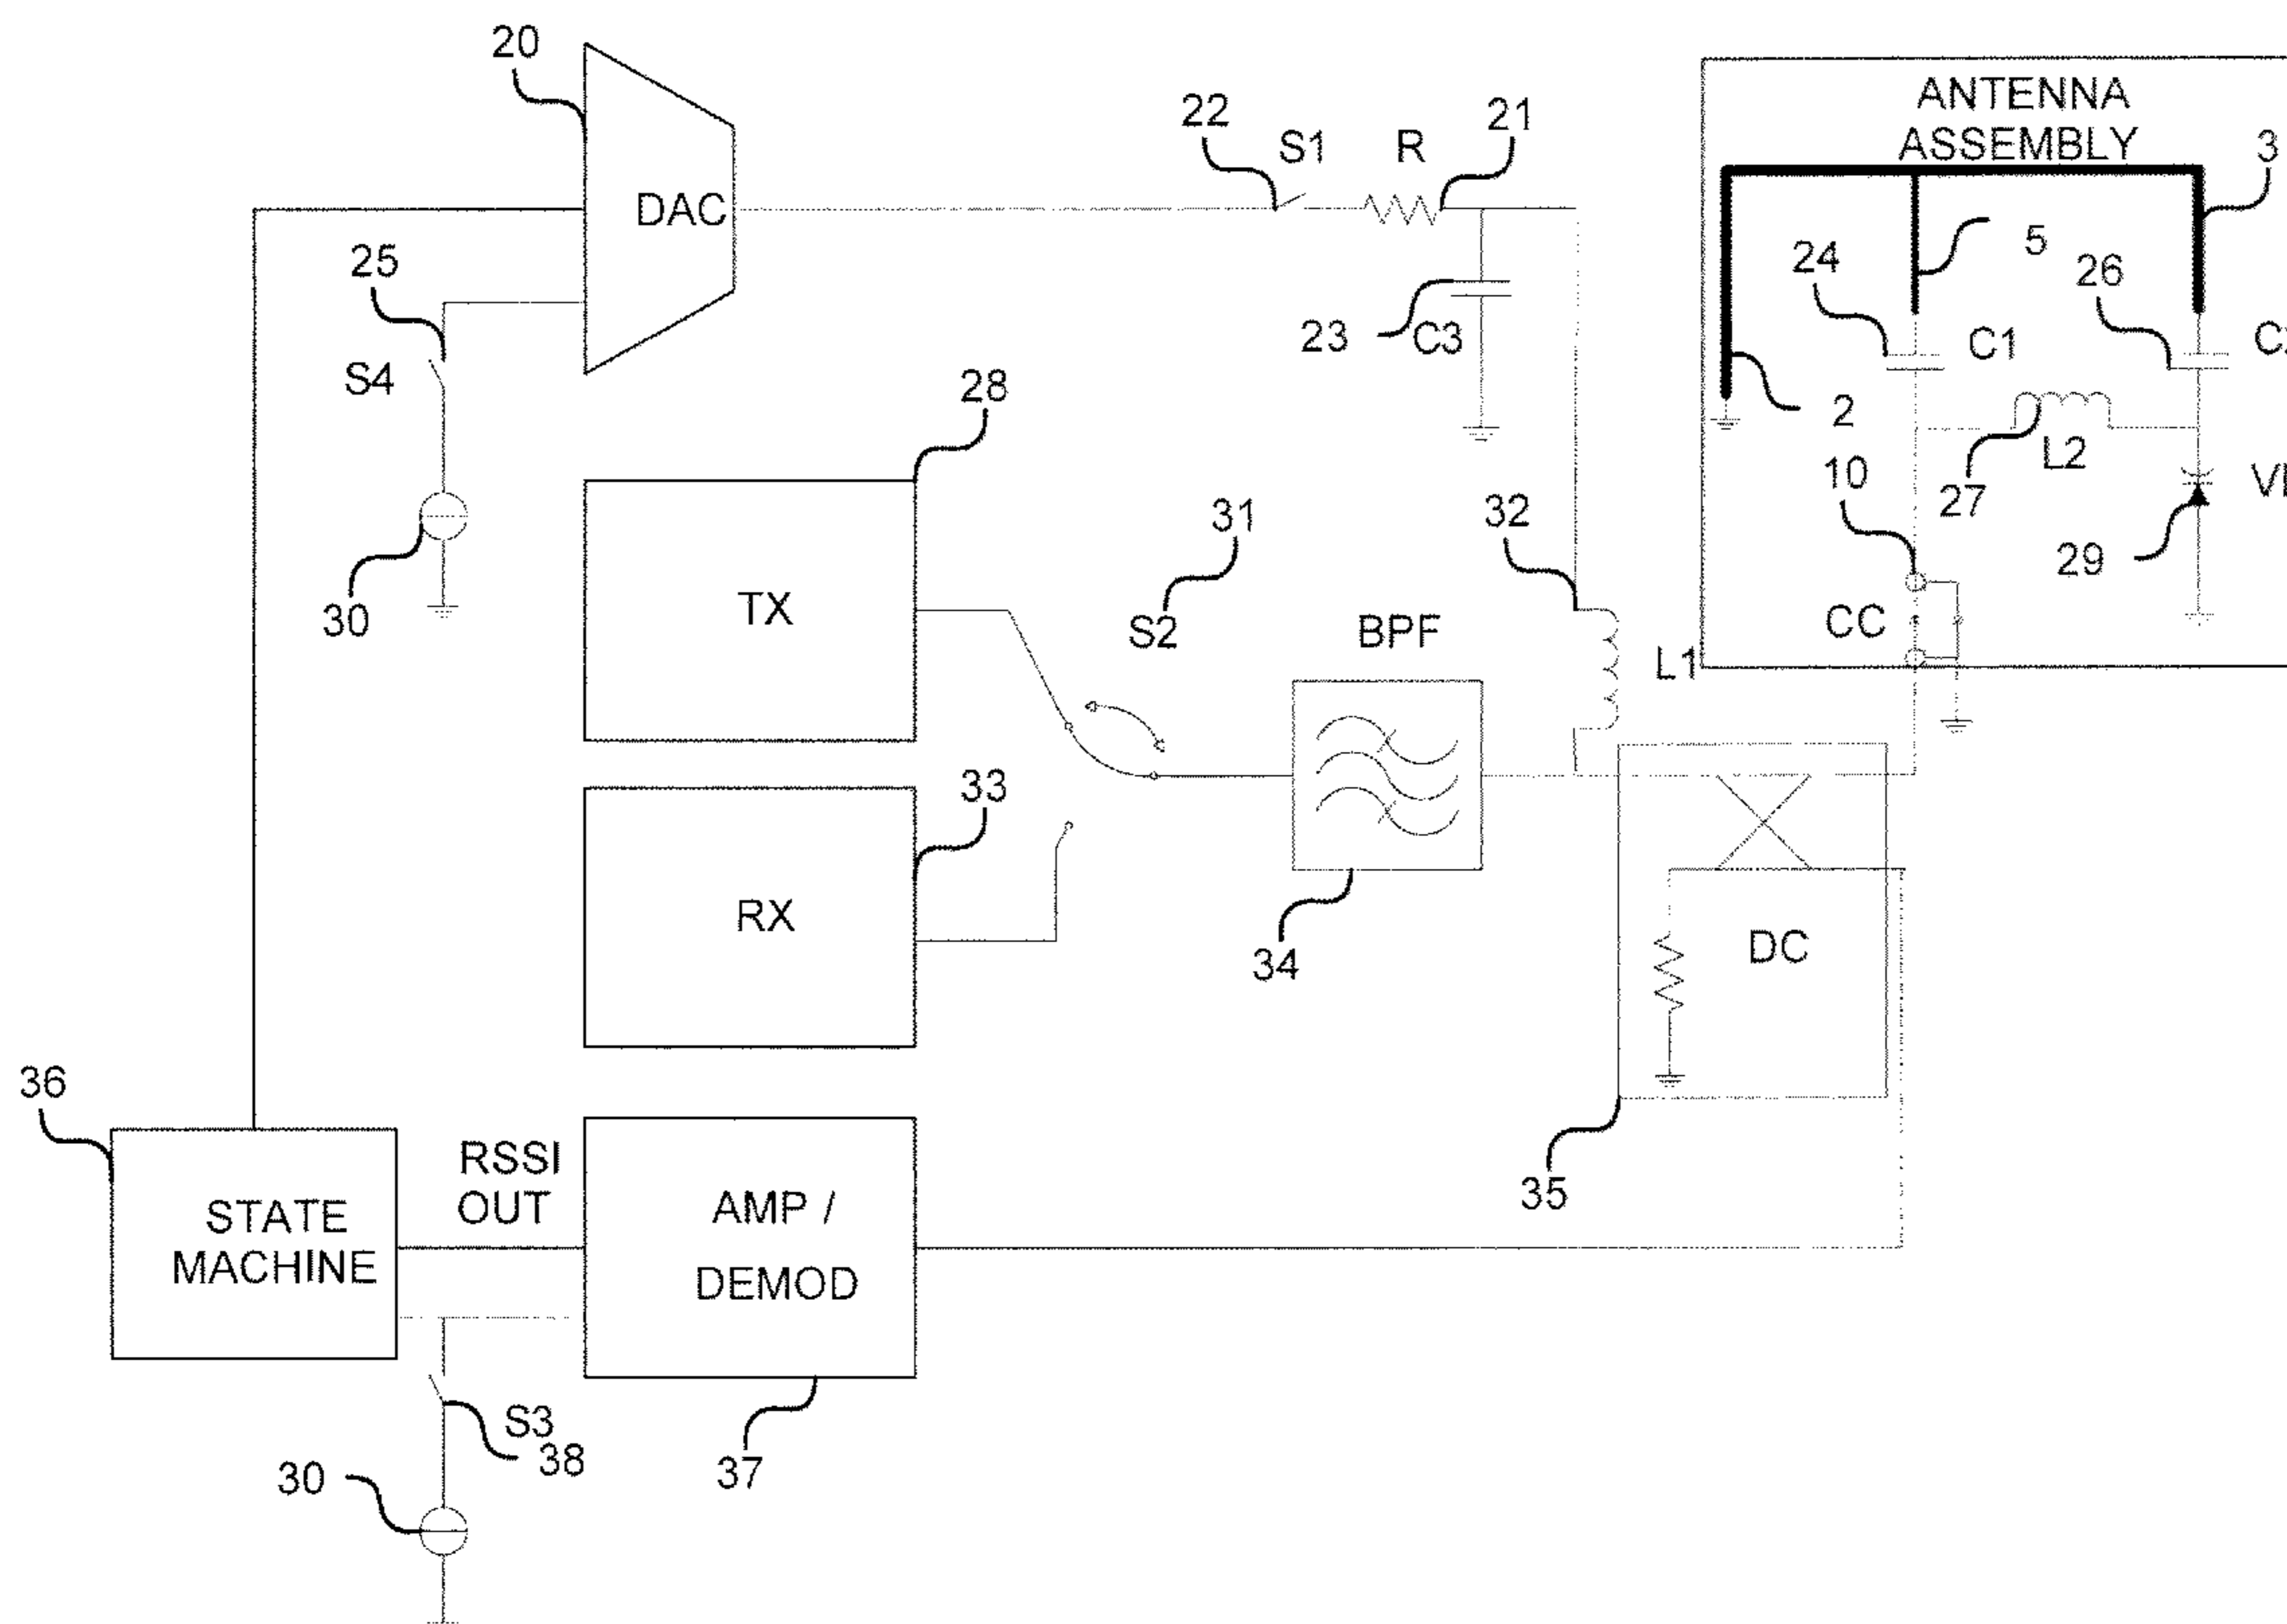 20
ANTENNA
ASSEMBLY
3
22
S1
R
21
DAC
25
24
5
26
23
C3
C1
S4
28
2
L2
10
27
31
32
29
30
S2
TX
BPF
CC
L1
33
RX
34
DC
36
RSSI
OUT
35
STATE
MACHINE
AMP /
DEMOD
S3
38
30
37